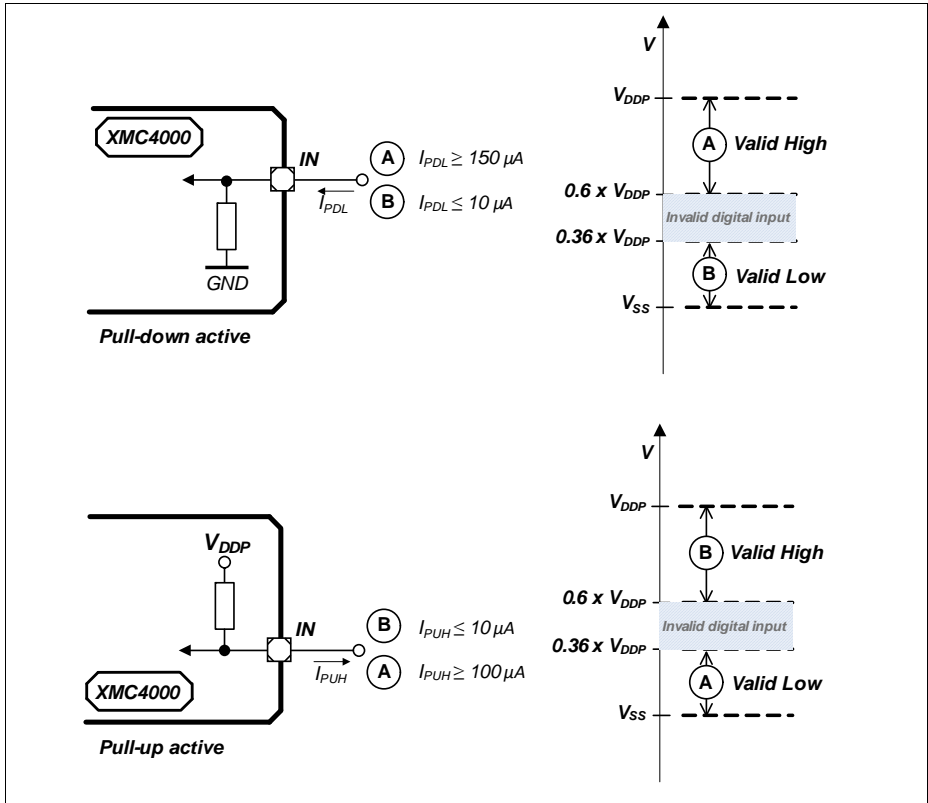 V
V_DDP
XMC4000
IN
A I_PDL ≥ 150 µA
A Valid High
I_PDL
B I_PDL ≤ 10 µA
0.6 x V_DDP
Invalid digital input
0.36 x V_DDP
GND
B Valid Low
V_SS
Pull-down active
V
V_DDP
V_DDP
B Valid High
0.6 x V_DDP
IN
B I_PUH ≤ 10 µA
Invalid digital input
0.36 x V_DDP
I_PUH
A I_PUH ≥ 100 µA
XMC4000
A Valid Low
V_SS
Pull-up active